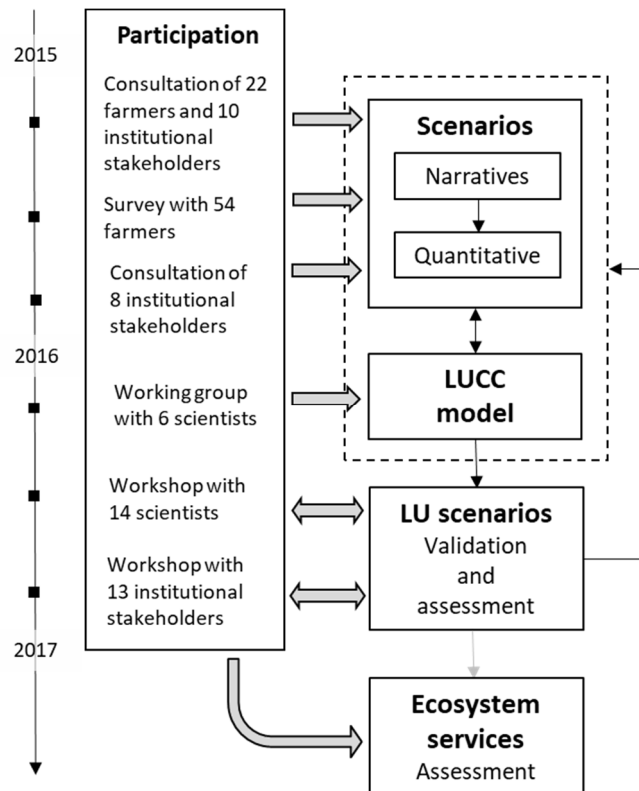 2015
2016
2017
Participation
Consultation of 22
farmers and 10
institutional
stakeholders
Survey with 54
farmers
Consultation of
8 institutional
stakeholders
Working group
with 6 scientists
Workshop with
14 scientists
Workshop with
13 institutional
stakeholders
Scenarios
Narratives
Quantitative
LUCC
model
LU scenarios
Validation
and
assessment
Ecosystem
services
Assessment